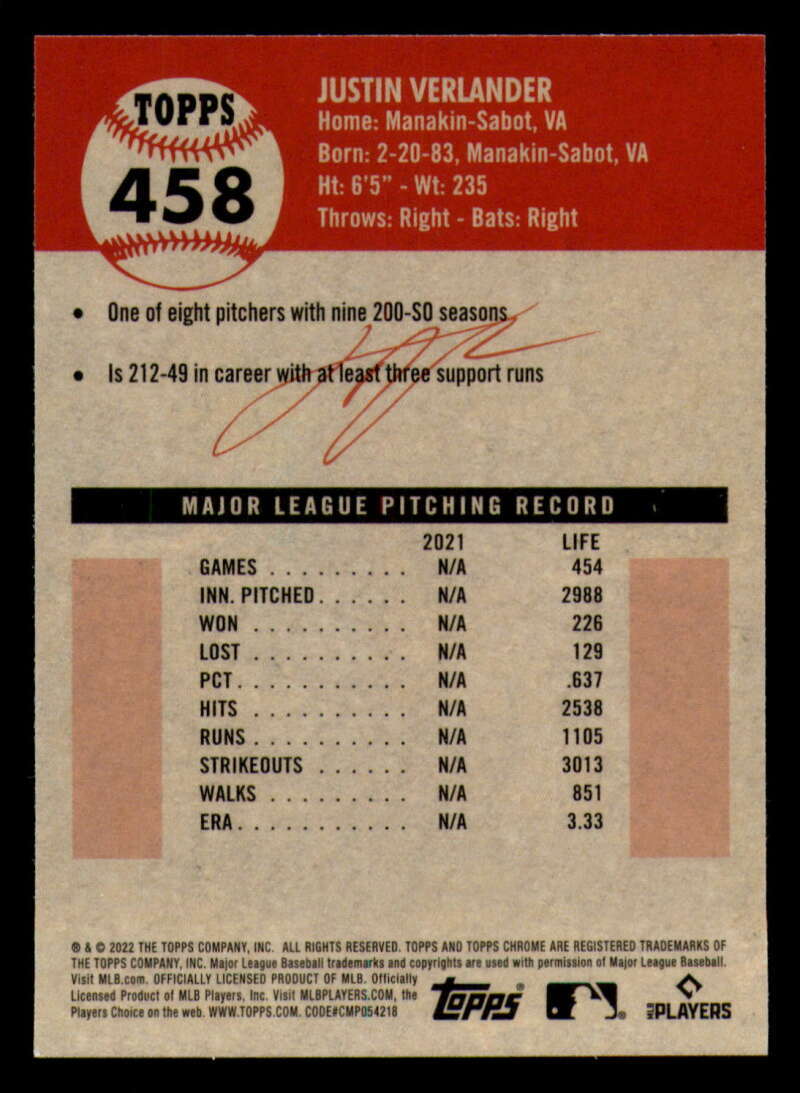 TOPPS
458
JUSTIN VERLANDER
Home: Manakin-Sabot, VA
Born: 2-20-83, Manakin-Sabot, VA
Ht: 6'5" - Wt: 235
Throws: Right - Bats: Right
• One of eight pitchers with nine 200-SO seasons
• Is 212-49 in career with at least three support runs
MAJOR LEAGUE PITCHING RECORD
2021 LIFE
GAMES . . . . . . . . . N/A 454
INN. PITCHED. . . . . . N/A 2988
WON . . . . . . . . . . N/A 226
LOST . . . . . . . . . . N/A 129
PCT. . . . . . . . . . . N/A .637
HITS . . . . . . . . . . N/A 2538
RUNS . . . . . . . . . . N/A 1105
STRIKEOUTS . . . . . . N/A 3013
WALKS . . . . . . . . . N/A 851
ERA. . . . . . . . . . . N/A 3.33
® & © 2022 THE TOPPS COMPANY, INC. ALL RIGHTS RESERVED. TOPPS AND TOPPS CHROME ARE REGISTERED TRADEMARKS OF
THE TOPPS COMPANY, INC. Major League Baseball trademarks and copyrights are used with permission of Major League Baseball.
Visit MLB.com. OFFICIALLY LICENSED PRODUCT OF MLB. Officially
Licensed Product of MLB Players, Inc. Visit MLBPLAYERS.COM, the
Players Choice on the web. WWW.TOPPS.COM. CODE#CMP054218
Topps®
MLB PLAYERS